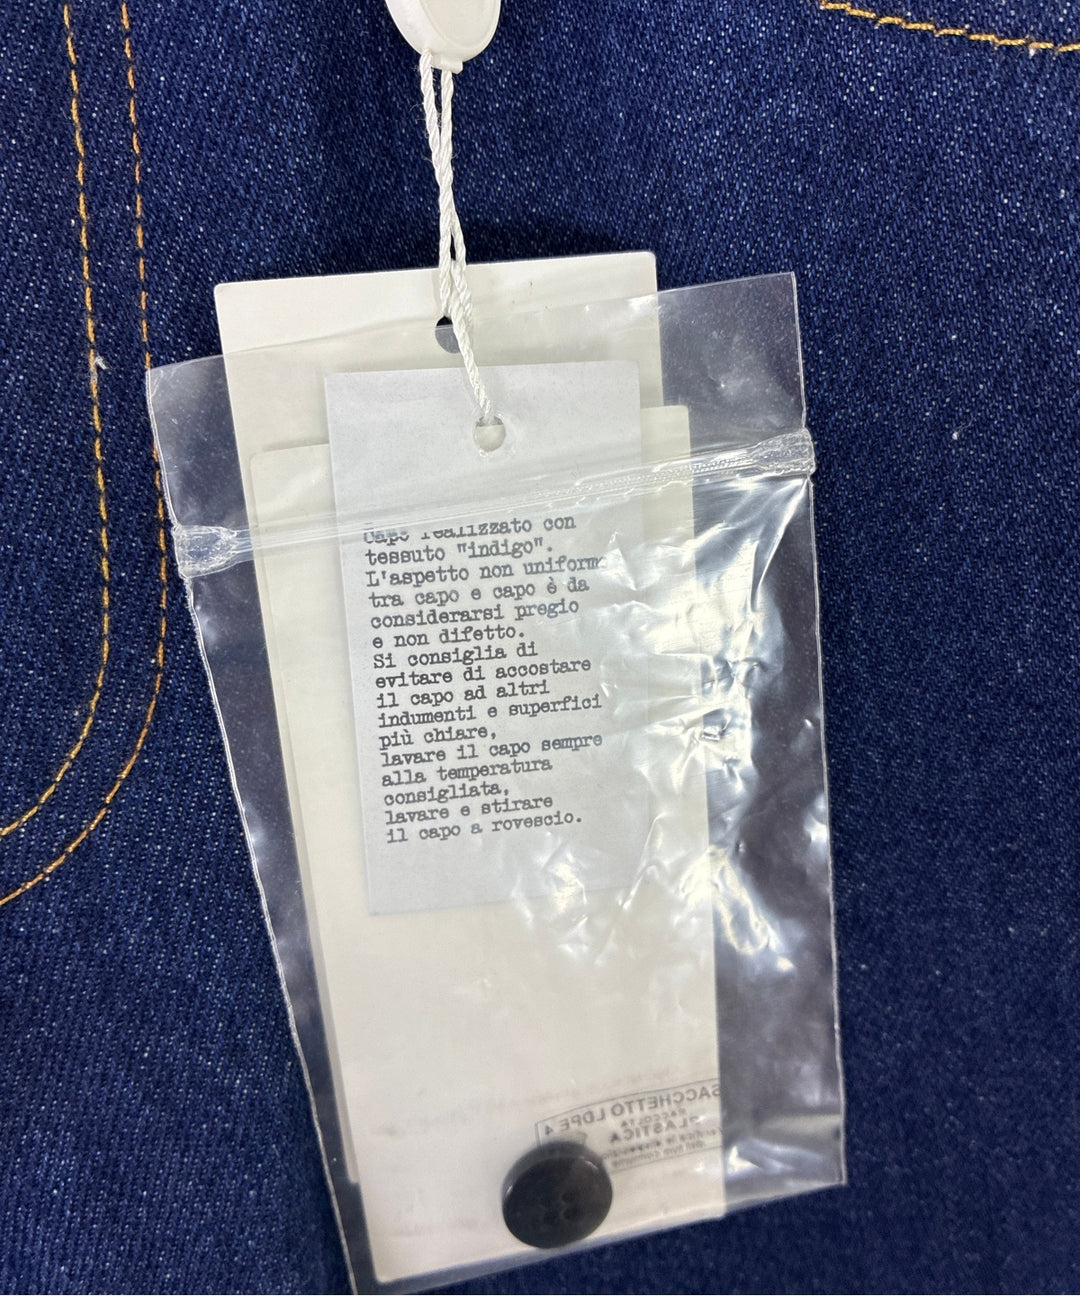 Capo realizzato con
tessuto "indigo".
L'aspetto non uniforme
tra capo e capo è da
considerarsi pregio
e non difetto.
Si consiglia di
evitare di accostare
il capo ad altri
indumenti e superfici
più chiare,
lavare il capo sempre
alla temperatura
consigliata,
lavare e stirare
il capo a rovescio.
SACCHETTO LDPE 4
RACCOLTA
PLASTICA